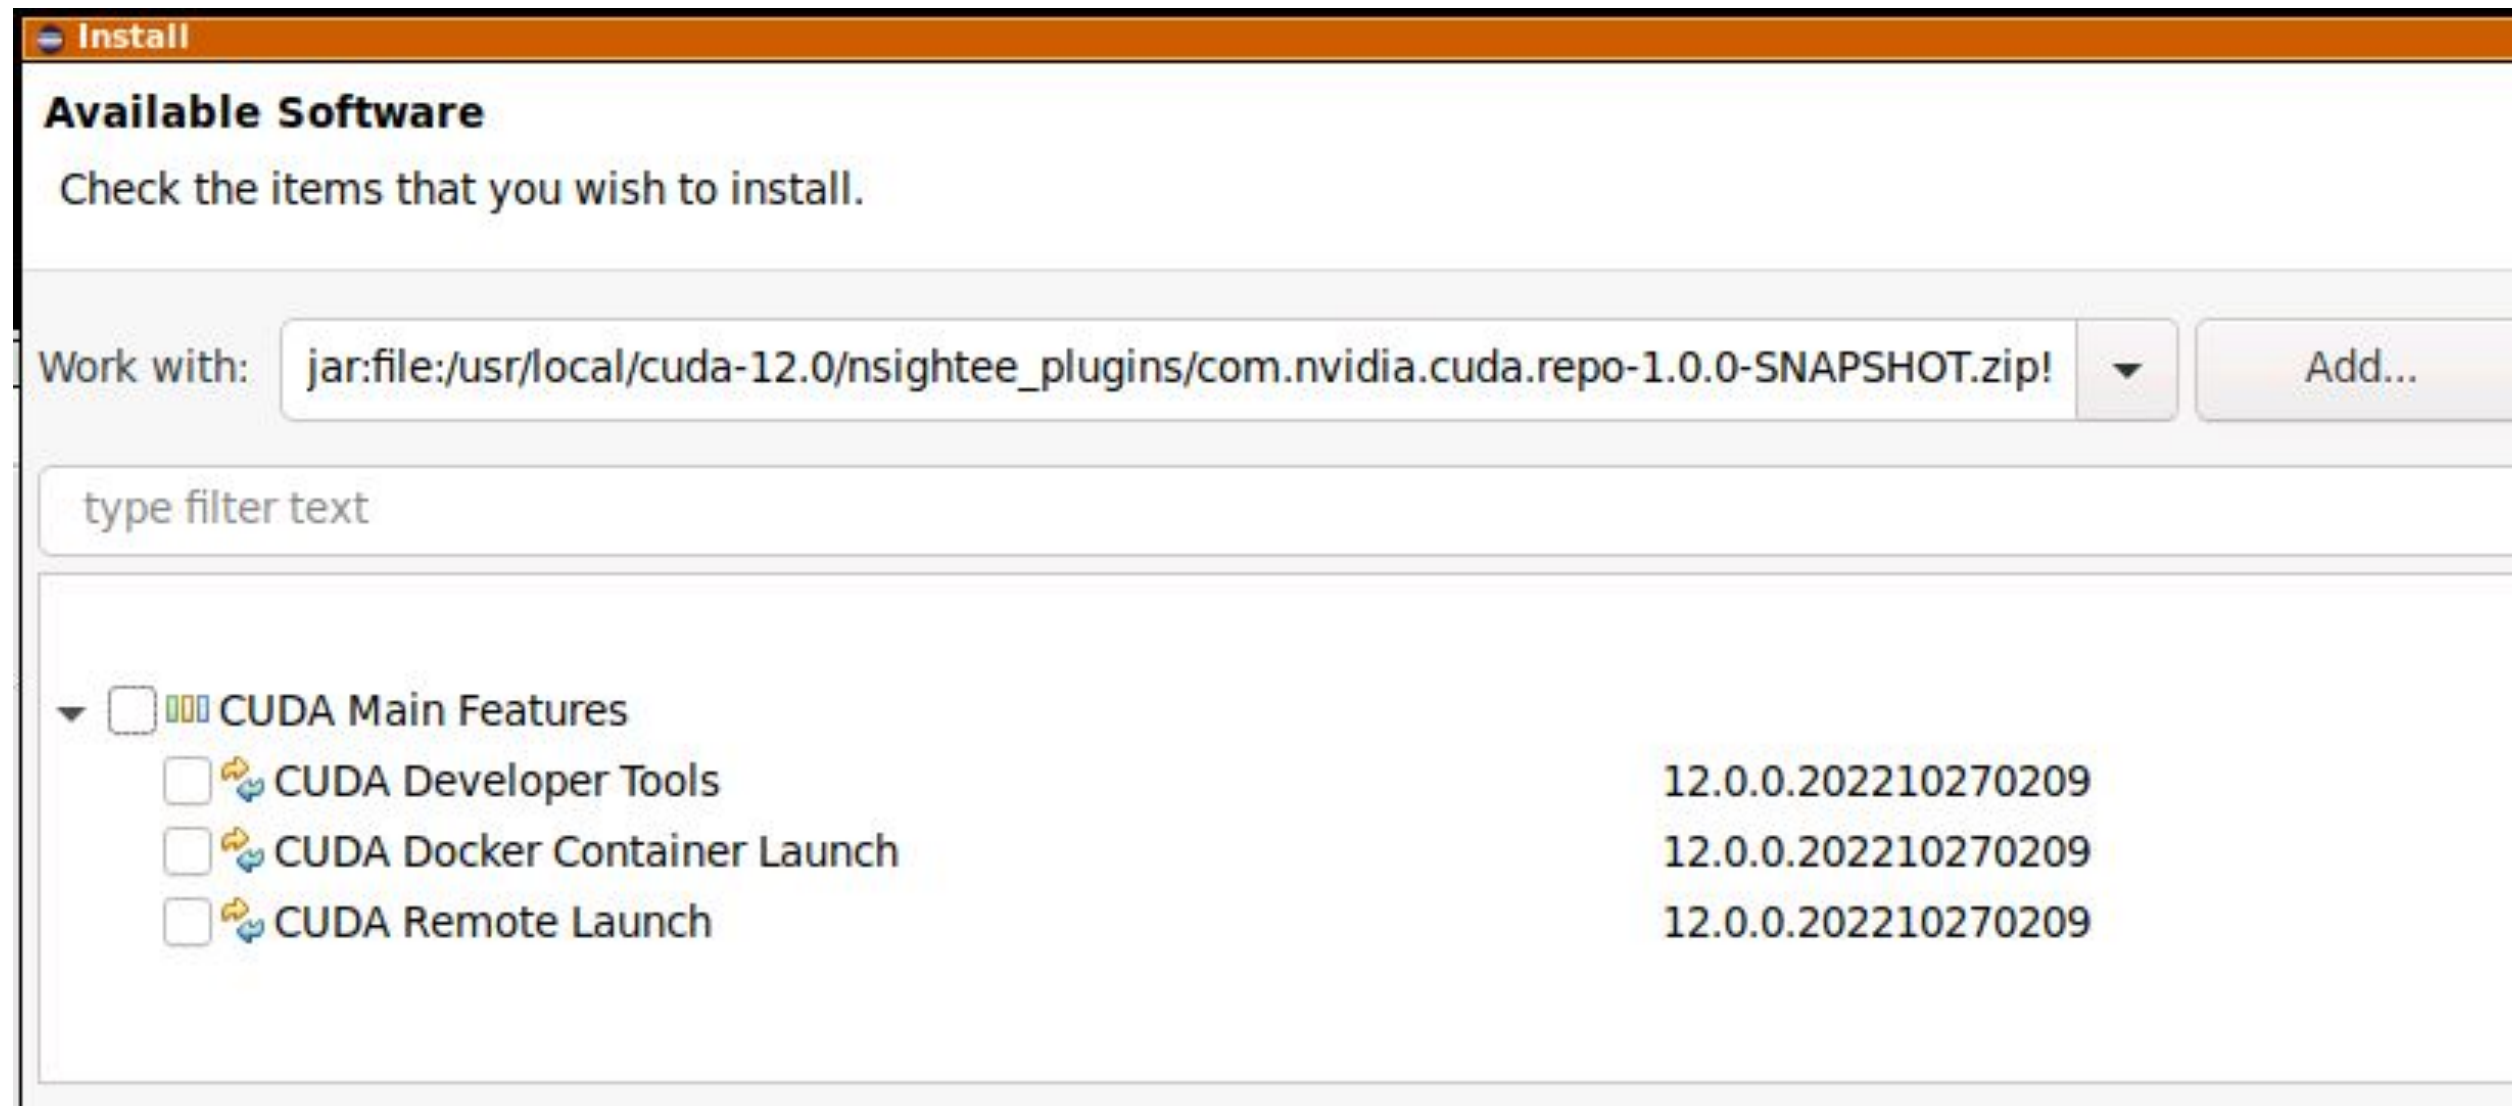 Install
Available Software
Check the items that you wish to install.
Work with: jar:file:/usr/local/cuda-12.0/nsightee_plugins/com.nvidia.cuda.repo-1.0.0-SNAPSHOT.zip! Add...
type filter text
CUDA Main Features
CUDA Developer Tools 12.0.0.202210270209
CUDA Docker Container Launch 12.0.0.202210270209
CUDA Remote Launch 12.0.0.202210270209